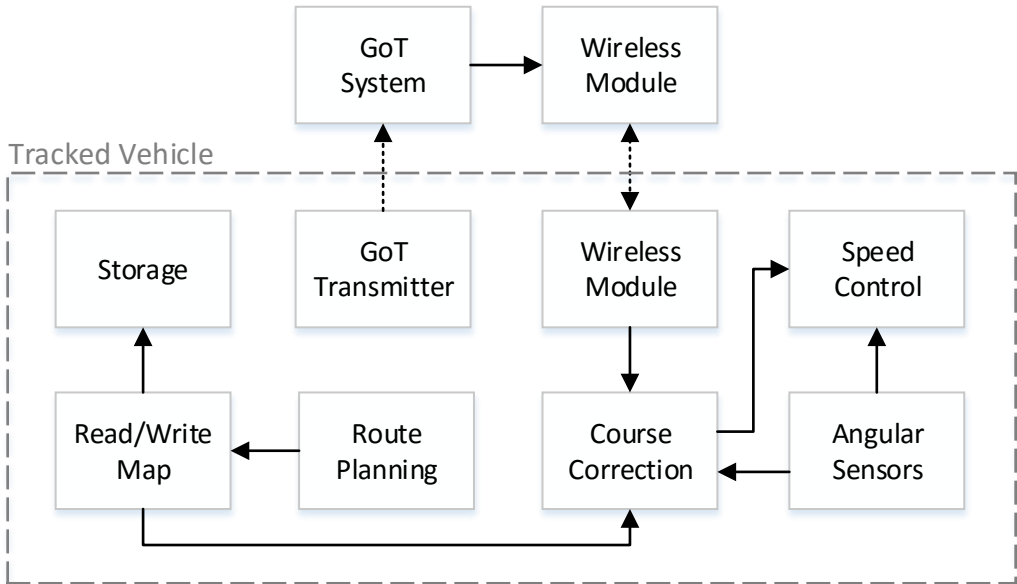 GoT
System
Wireless
Module
Tracked Vehicle
Storage
GoT
Transmitter
Wireless
Module
Speed
Control
Read/Write
Map
Route
Planning
Course
Correction
Angular
Sensors